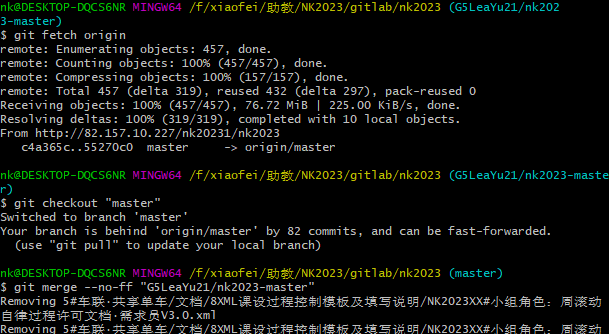 nk@DESKTOP-DQCS6NR MINGW64 /f/xiaofei/助教/NK2023/gitlab/nk2023 (G5LeaYu21/nk202
3-master)
$ git fetch origin
remote: Enumerating objects: 457, done.
remote: Counting objects: 100% (457/457), done.
remote: Compressing objects: 100% (157/157), done.
remote: Total 457 (delta 319), reused 432 (delta 297), pack-reused 0
Receiving objects: 100% (457/457), 76.72 MiB | 225.00 KiB/s, done.
Resolving deltas: 100% (319/319), completed with 10 local objects.
From http://82.157.10.227/nk20231/nk2023
   c4a365c..55270c0  master     -> origin/master
nk@DESKTOP-DQCS6NR MINGW64 /f/xiaofei/助教/NK2023/gitlab/nk2023 (G5LeaYu21/nk2023-maste
r)
$ git checkout "master"
Switched to branch 'master'
Your branch is behind 'origin/master' by 82 commits, and can be fast-forwarded.
  (use "git pull" to update your local branch)
nk@DESKTOP-DQCS6NR MINGW64 /f/xiaofei/助教/NK2023/gitlab/nk2023 (master)
$ git merge --no-ff "G5LeaYu21/nk2023-master"
Removing 5#车联·共享单车/文档/8XML课设过程控制模板及填写说明/NK2023XX#小组角色：周滚动
自律过程许可文档·需求员V3.0.xml
Removing 5#车联·共享单车/文档/8XML课设过程控制模板及填写说明/NK2023XX#小组角色：周滚动